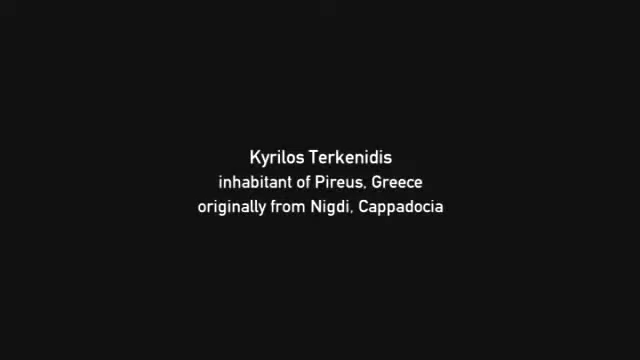 Kyrilos Terkenidis
inhabitant of Pireus, Greece
originally from Nigdi, Cappadocia